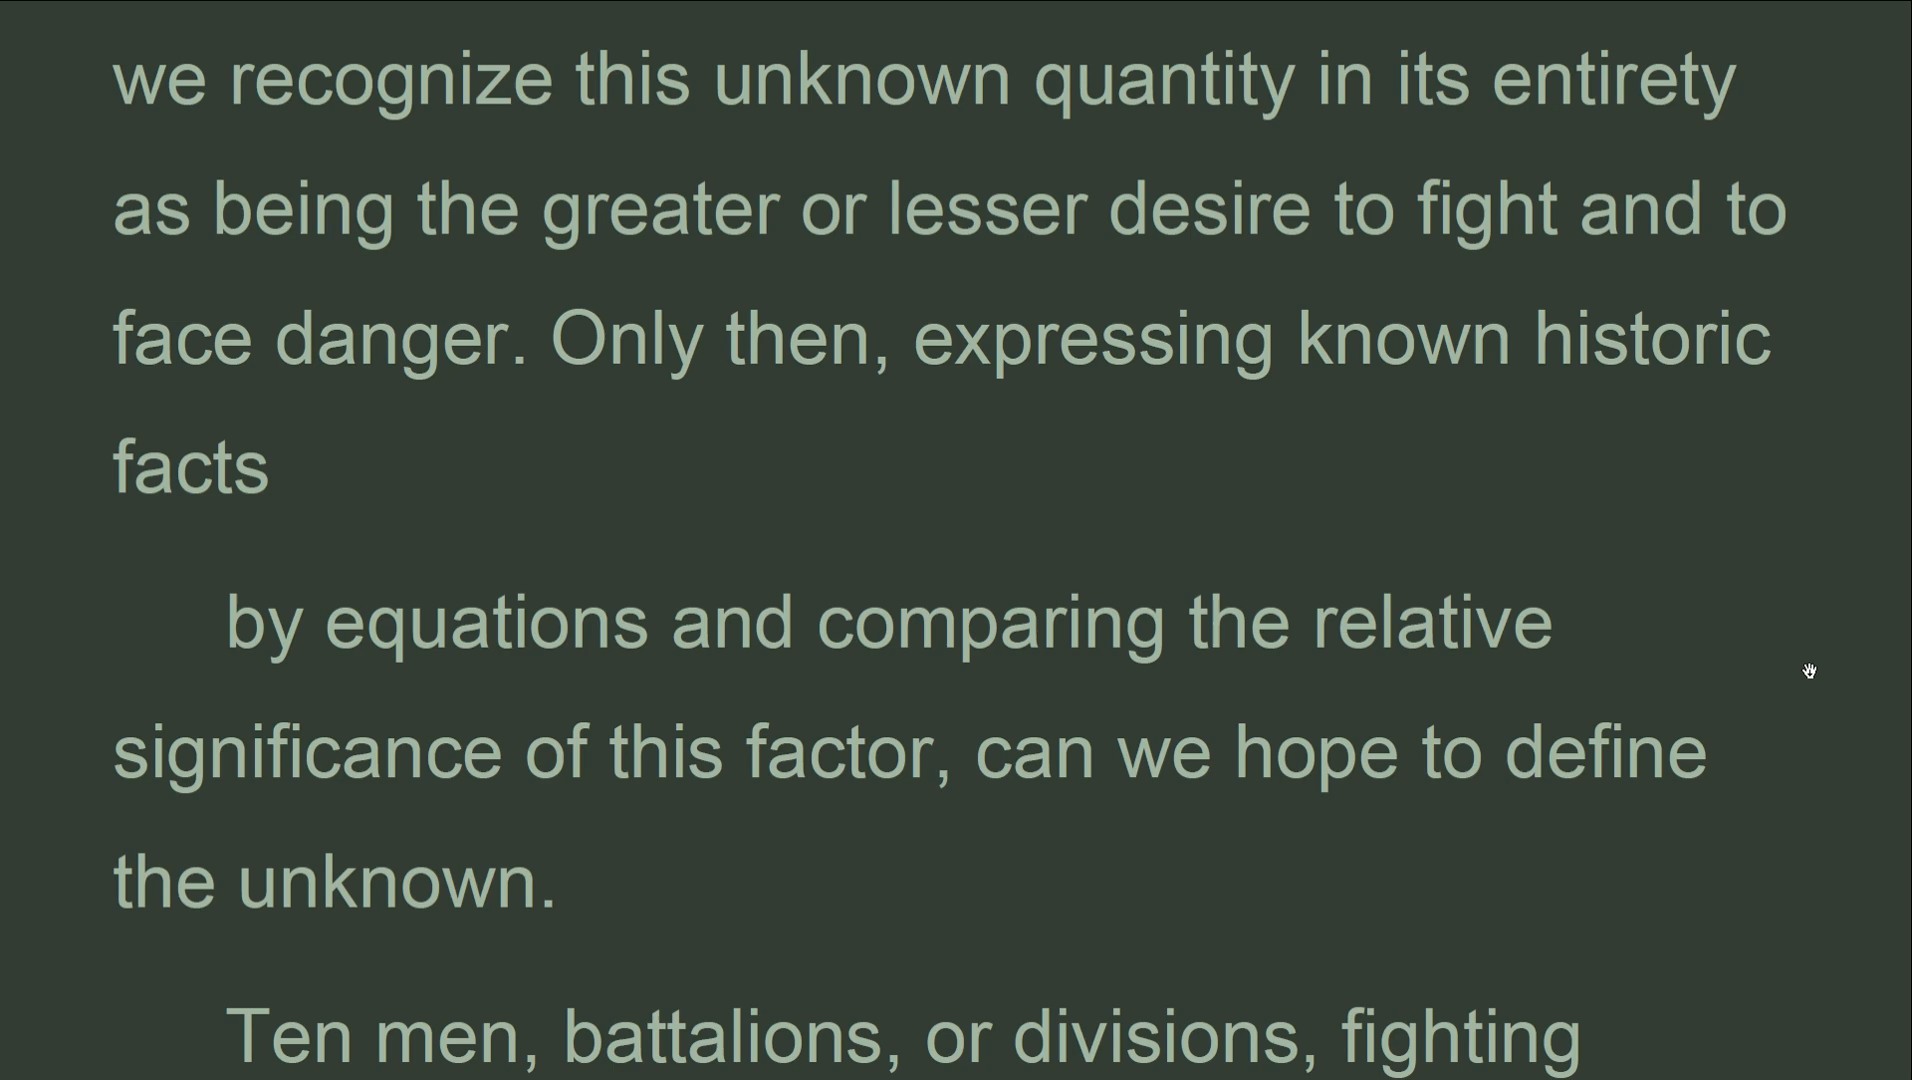 we recognize this unknown quantity in its entirety
as being the greater or lesser desire to fight and to
face danger. Only then, expressing known historic
facts
by equations and comparing the relative
significance of this factor, can we hope to define
the unknown.
Ten men, battalions, or divisions, fighting